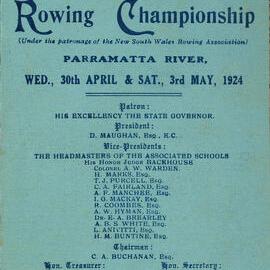 Rowing Championship
(Under the patronage of the New South Wales Rowing Association)
PARRAMATTA RIVER,
WED., 30th APRIL & SAT., 3rd MAY, 1924
Patron:
HIS EXCELLENCY THE STATE GOVERNOR.
President:
D. MAUGHAN, Esq., K.C.
Vice-Presidents:
THE HEADMASTERS OF THE ASSOCIATED SCHOOLS
His Honor Judge BACKHOUSE
Colonel A. W. WARDEN.
H. MARKS, Esq.
T. J. PURCELL, Esq.
C. A. FAIRLAND, Esq.
A. F. MANCHEE, Esq.
I. G. MACKAY, Esq.
R. COOMBES, Esq.
A. W. HYMAN, Esq.
Dr. E. A. BREARLEY
A. B. S. WHITE, Esq.
L. ANIVITTI, Esq.
H. M. BUNTINE, Esq.
Chairman:
C. A. BUCHANAN, Esq.
Hon. Treasurer: Hon. Secretary: